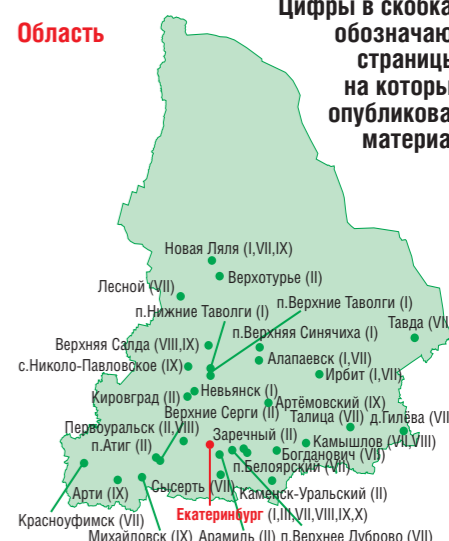 Область
Цифры в скобка
обозначаю
страницы
на которы
опубликова
материа
Новая Ляля (I,VII,IX)
Верхотурье (II)
Лесной (VII)
п.Нижние Таволги (I)
п.Верхние Таволги (I)
п.Верхняя Синячиха (I)
Тавда (VII
Верхняя Салда (VIII,IX)
Алапаевск (I,VII)
с.Николо-Павловское (IX)
Ирбит (I,VII)
Невьянск (I)
Кировград (II)
Артёмовский (IX)
Верхние Серги (II)
Талица (VII)
д.Гилёва (VII
Первоуральск (II,VIII)
Заречный (II)
Камышлов (VII,VIII)
п.Атиг (II)
Богданович (VII)
п.Белоярский (VII)
Сысерть (VII)
Каменск-Уральский (II)
Арти (IX)
Екатеринбург (I,III,VII,VIII,IX,X)
Красноуфимск (VII)
Михайловск (IX)
Арамиль (II)
п.Верхнее Дуброво (VII)